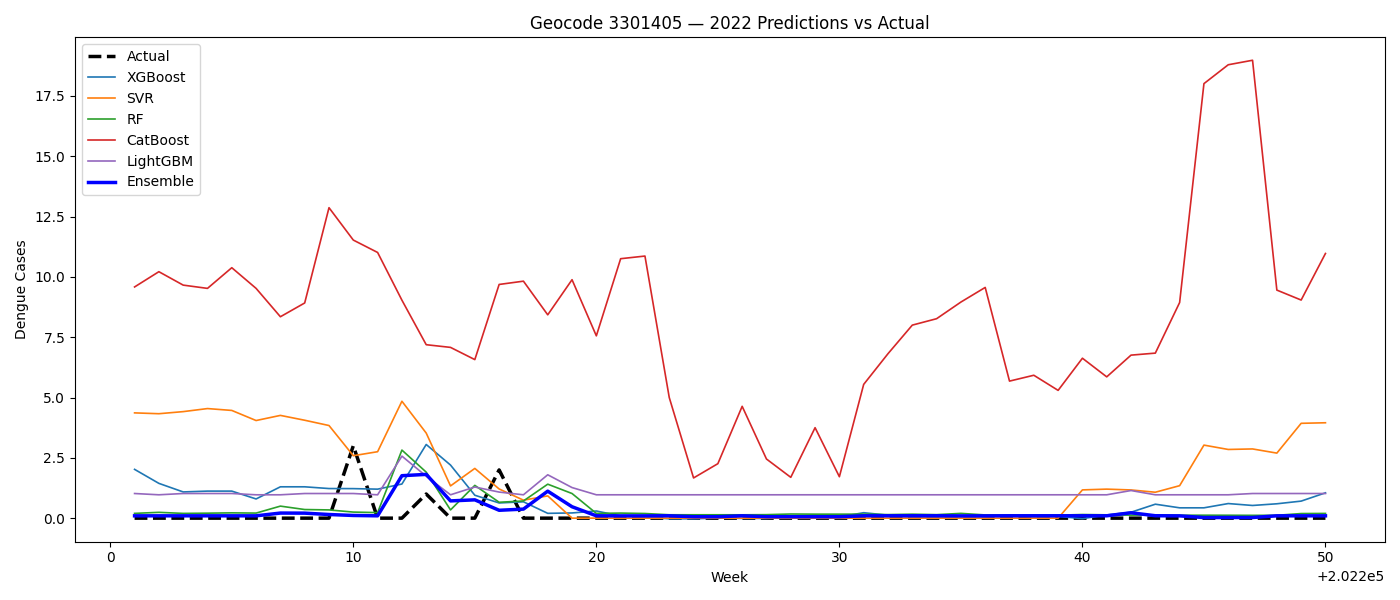 Geocode 3301405 — 2022 Predictions vs Actual
Actual
XGBoost
SVR
RF
CatBoost
LightGBM
Ensemble
Dengue Cases
17.5
15.0
12.5
10.0
7.5
5.0
2.5
0.0
0 10 20 30 40 50
Week
+2.022e5